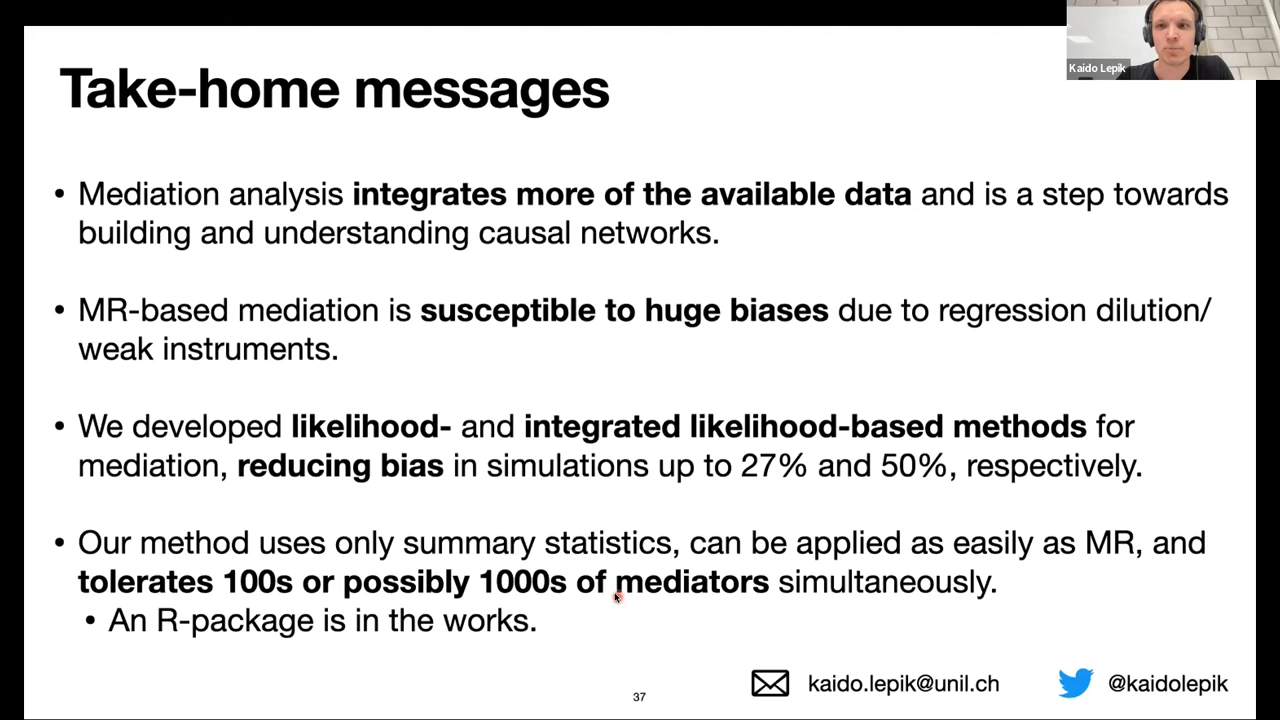 Kaido Lepik
Take-home messages
• Mediation analysis integrates more of the available data and is a step towards
building and understanding causal networks.
• MR-based mediation is susceptible to huge biases due to regression dilution/
weak instruments.
• We developed likelihood- and integrated likelihood-based methods for
mediation, reducing bias in simulations up to 27% and 50%, respectively.
• Our method uses only summary statistics, can be applied as easily as MR, and
tolerates 100s or possibly 1000s of mediators simultaneously.
• An R-package is in the works.
37
kaido.lepik@unil.ch
@kaidolepik